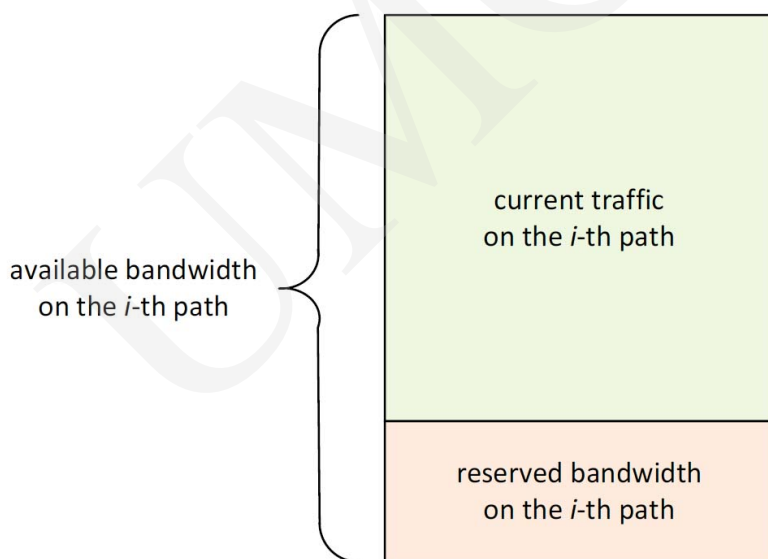 available bandwidth
on the i-th path
current traffic
on the i-th path
reserved bandwidth
on the i-th path